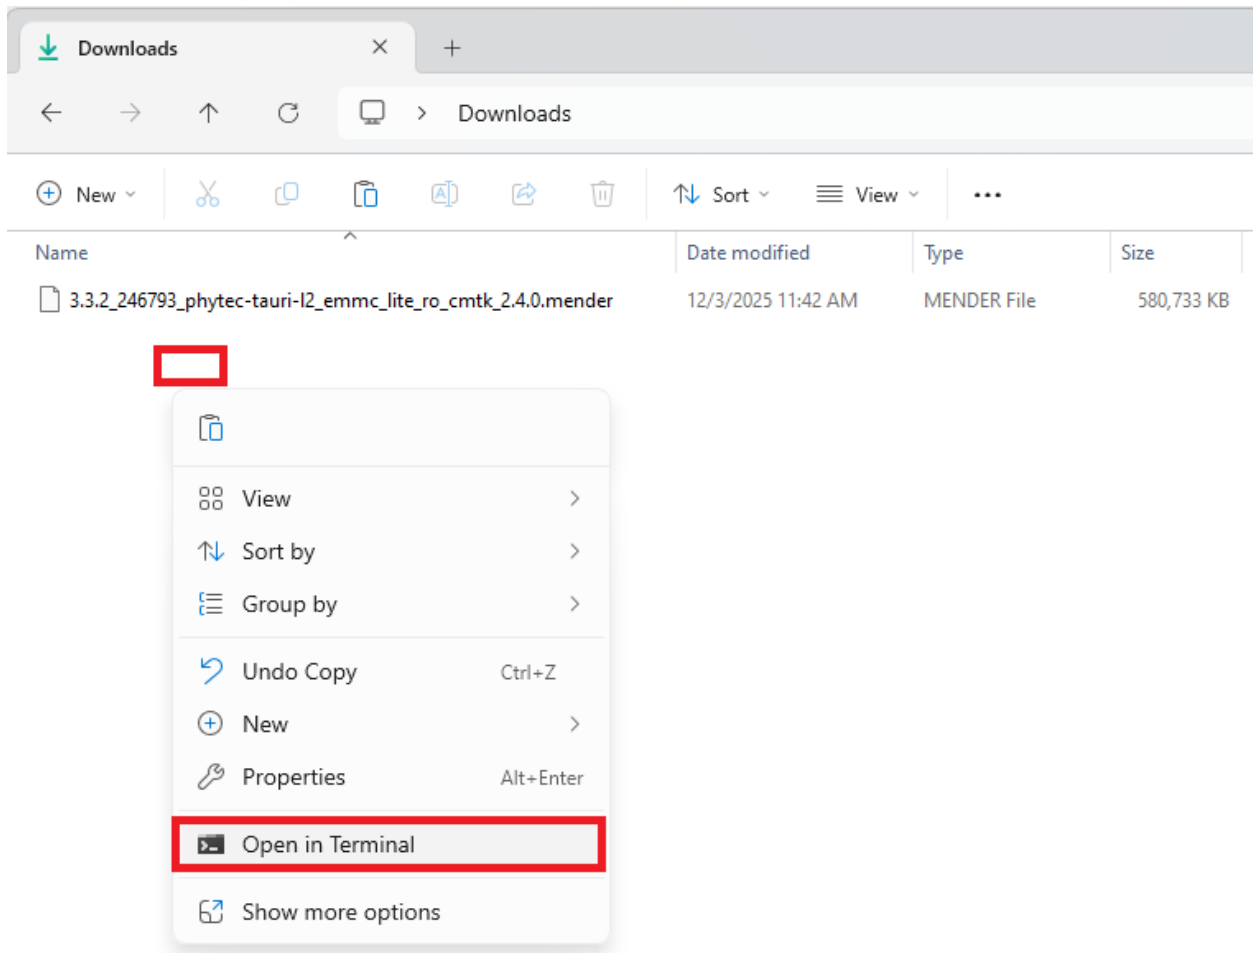 Downloads
Downloads
New
Sort
View
Name Date modified Type Size
3.3.2_246793_phytec-tauri-l2_emmc_lite_ro_cmtk_2.4.0.mender 12/3/2025 11:42 AM MENDER File 580,733 KB
View
Sort by
Group by
Undo Copy Ctrl+Z
New
Properties Alt+Enter
Open in Terminal
Show more options